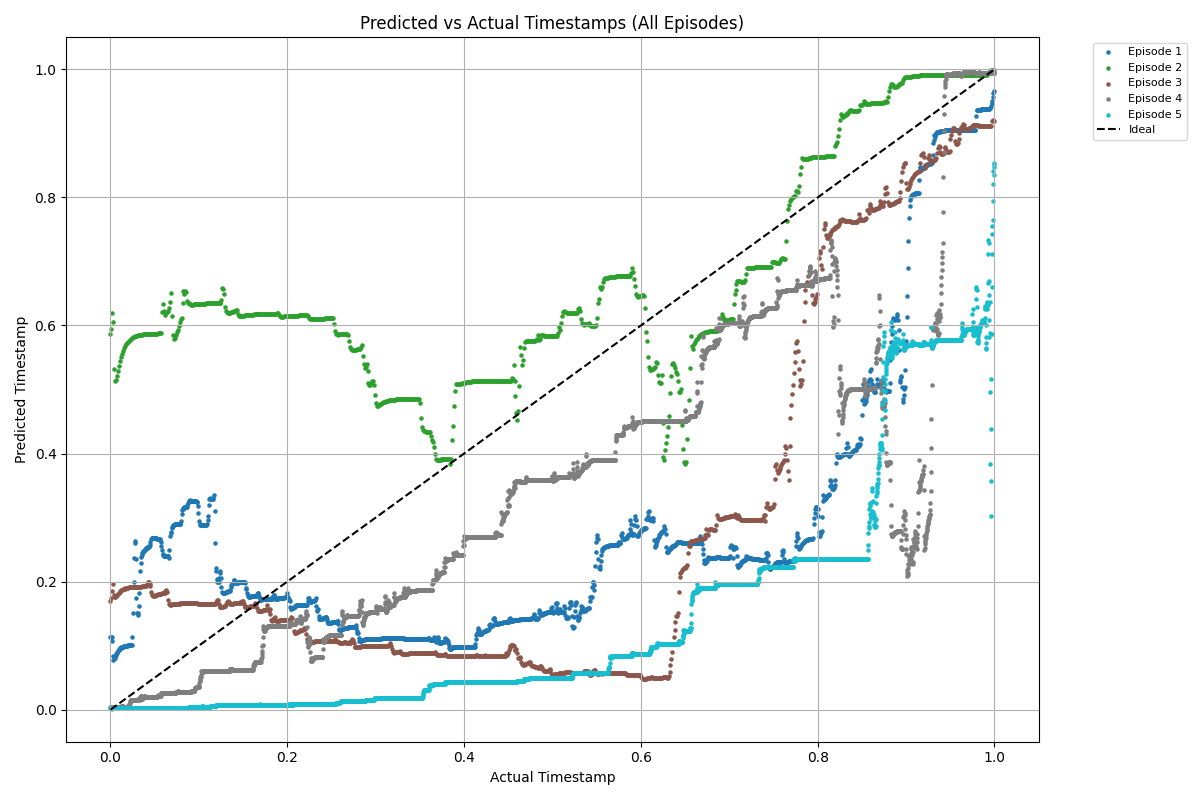 Predicted vs Actual Timestamps (All Episodes)
Episode 1
Episode 2
Episode 3
Episode 4
Episode 5
Ideal
Predicted Timestamp
1.0
0.8
0.6
0.4
0.2
0.0
0.0 0.2 0.4 0.6 0.8 1.0
Actual Timestamp